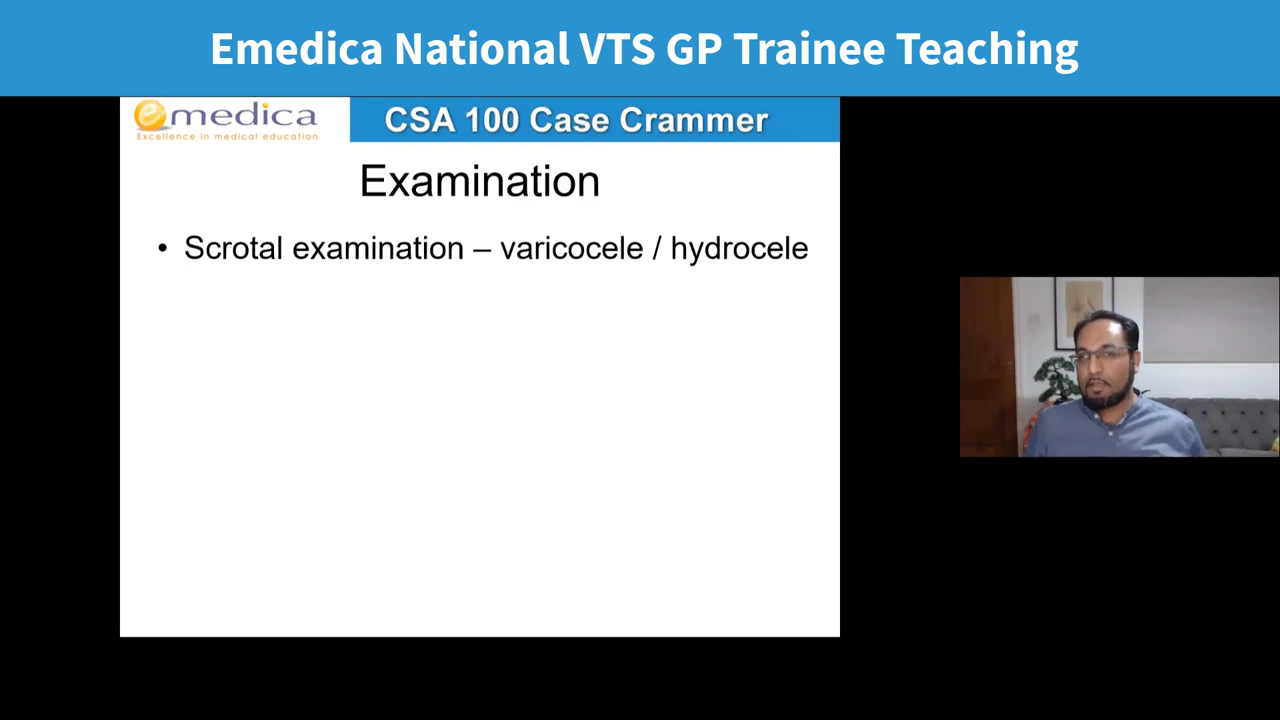 Emedica National VTS GP Trainee Teaching
emedica
Excellence in medical education
CSA 100 Case Crammer
Examination
• Scrotal examination – varicocele / hydrocele